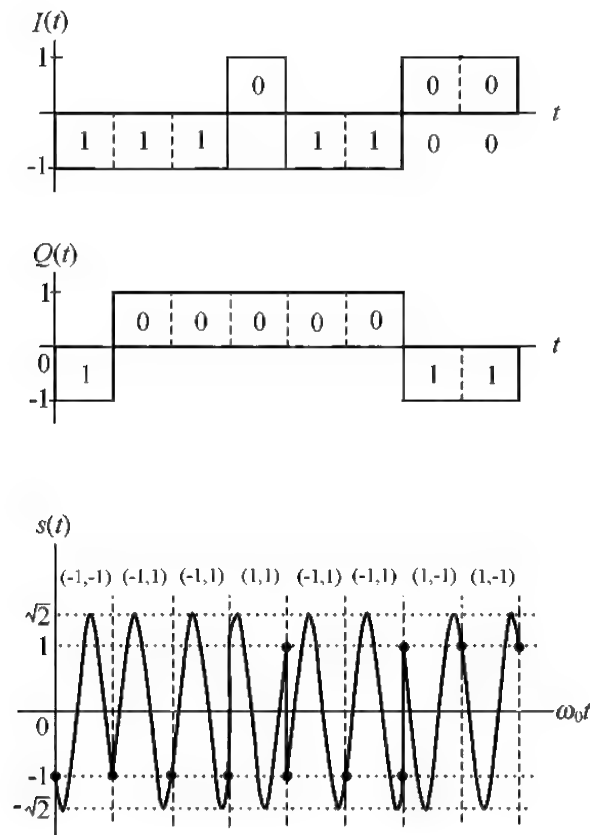 I(t)
1
0 0 0
t
1 1 1 1 1 0 0
-1
Q(t)
1
0 0 0 0 0
0
t
1 1 1
-1
s(t)
(-1,-1) (-1,1) (-1,1) (1,1) (-1,1) (-1,1) (1,-1) (1,-1)
√2
1
0
ω₀t
-1
-√2